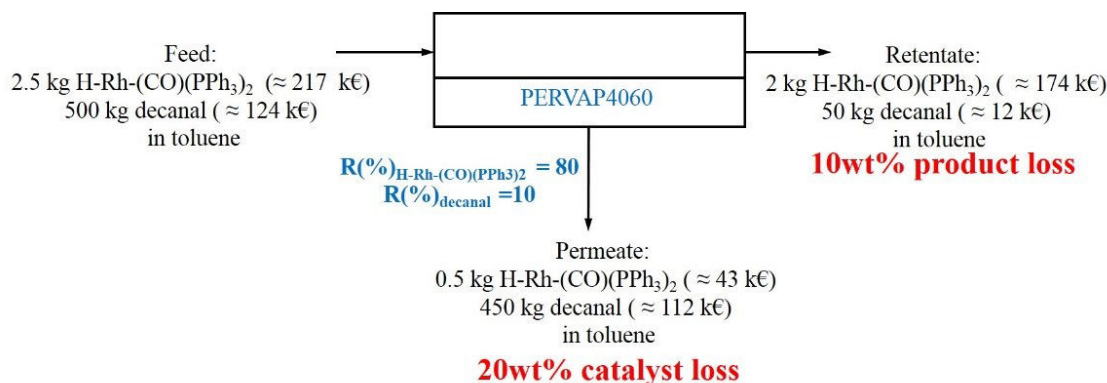 Feed:
2.5 kg H-Rh-(CO)(PPh₃)₂ (≈ 217 k€)
500 kg decanal ( ≈ 124 k€)
in toluene
PERVAP4060
Retentate:
2 kg H-Rh-(CO)(PPh₃)₂ ( ≈ 174 k€)
50 kg decanal ( ≈ 12 k€)
in toluene
10wt% product loss
R(%)H-Rh-(CO)(PPh3)2 = 80
R(%)decanal =10
Permeate:
0.5 kg H-Rh-(CO)(PPh₃)₂ ( ≈ 43 k€)
450 kg decanal ( ≈ 112 k€)
in toluene
20wt% catalyst loss